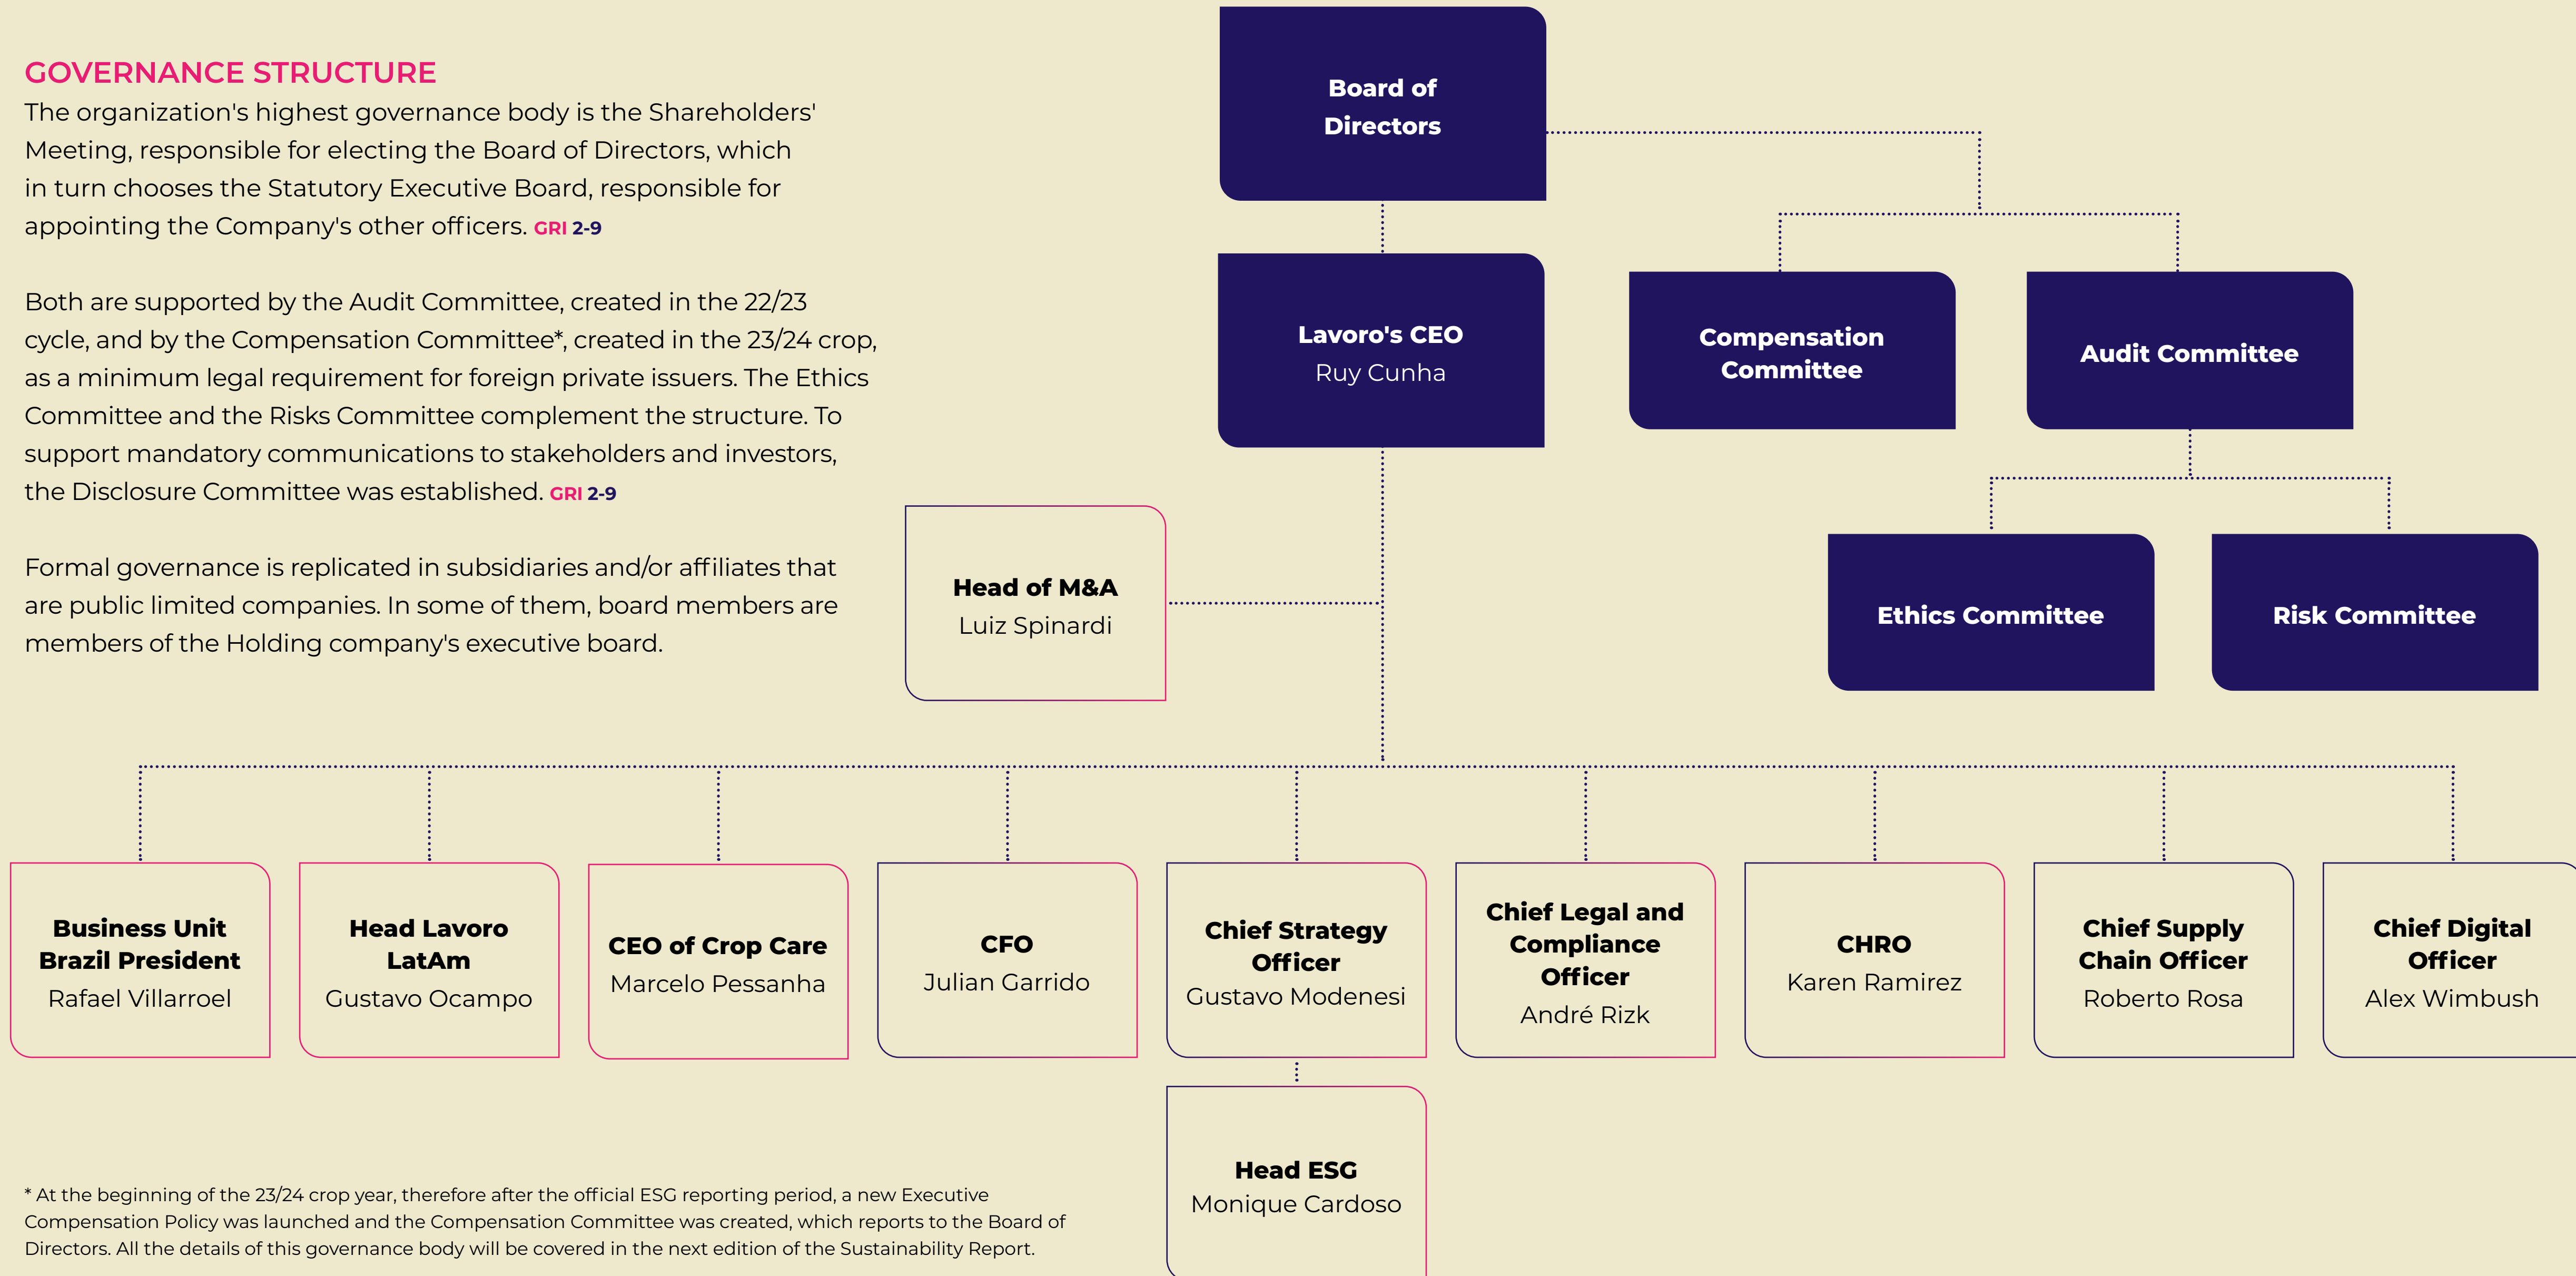 GOVERNANCE STRUCTURE
The organization's highest governance body is the Shareholders'
Meeting, responsible for electing the Board of Directors, which
in turn chooses the Statutory Executive Board, responsible for
appointing the Company's other officers. GRI 2-9
Both are supported by the Audit Committee, created in the 22/23
cycle, and by the Compensation Committee*, created in the 23/24 crop,
as a minimum legal requirement for foreign private issuers. The Ethics
Committee and the Risks Committee complement the structure. To
support mandatory communications to stakeholders and investors,
the Disclosure Committee was established. GRI 2-9
Formal governance is replicated in subsidiaries and/or affiliates that
are public limited companies. In some of them, board members are
members of the Holding company's executive board.
Board of
Directors
Lavoro's CEO
Ruy Cunha
Compensation
Committee
Audit Committee
Ethics Committee
Risk Committee
Head of M&A
Luiz Spinardi
Business Unit
Brazil President
Rafael Villarroel
Head Lavoro
LatAm
Gustavo Ocampo
CEO of Crop Care
Marcelo Pessanha
CFO
Julian Garrido
Chief Strategy
Officer
Gustavo Modenesi
Chief Legal and
Compliance
Officer
André Rizk
CHRO
Karen Ramirez
Chief Supply
Chain Officer
Roberto Rosa
Chief Digital
Officer
Alex Wimbush
Head ESG
Monique Cardoso
* At the beginning of the 23/24 crop year, therefore after the official ESG reporting period, a new Executive
Compensation Policy was launched and the Compensation Committee was created, which reports to the Board of
Directors. All the details of this governance body will be covered in the next edition of the Sustainability Report.